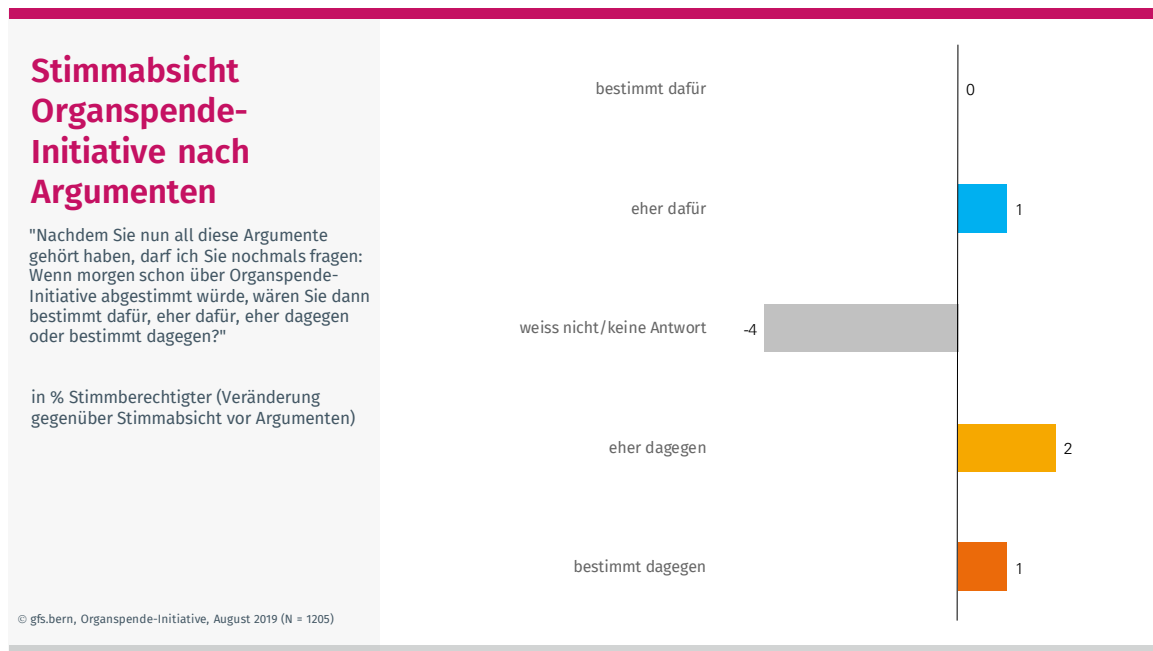 Stimmabsicht
Organspende-
Initiative nach
Argumenten
"Nachdem Sie nun all diese Argumente
gehört haben, darf ich Sie nochmals fragen:
Wenn morgen schon über Organspende-
Initiative abgestimmt würde, wären Sie dann
bestimmt dafür, eher dafür, eher dagegen
oder bestimmt dagegen?"
in % Stimmberechtigter (Veränderung
gegenüber Stimmabsicht vor Argumenten)
© gfs.bern, Organspende-Initiative, August 2019 (N = 1205)
bestimmt dafür 0
eher dafür 1
weiss nicht/keine Antwort -4
eher dagegen 2
bestimmt dagegen 1